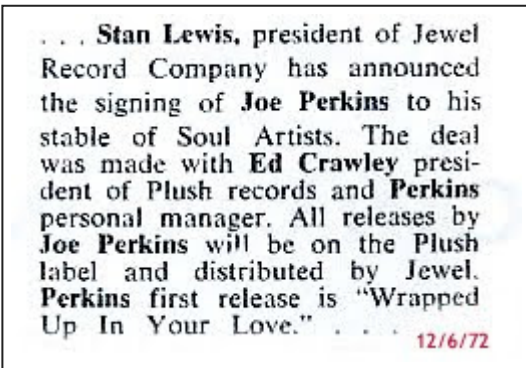 . . . Stan Lewis, president of Jewel
Record Company has announced
the signing of Joe Perkins to his
stable of Soul Artists. The deal
was made with Ed Crawley presi-
dent of Plush records and Perkins
personal manager. All releases by
Joe Perkins will be on the Plush
label and distributed by Jewel.
Perkins first release is "Wrapped
Up In Your Love." . . .
12/6/72